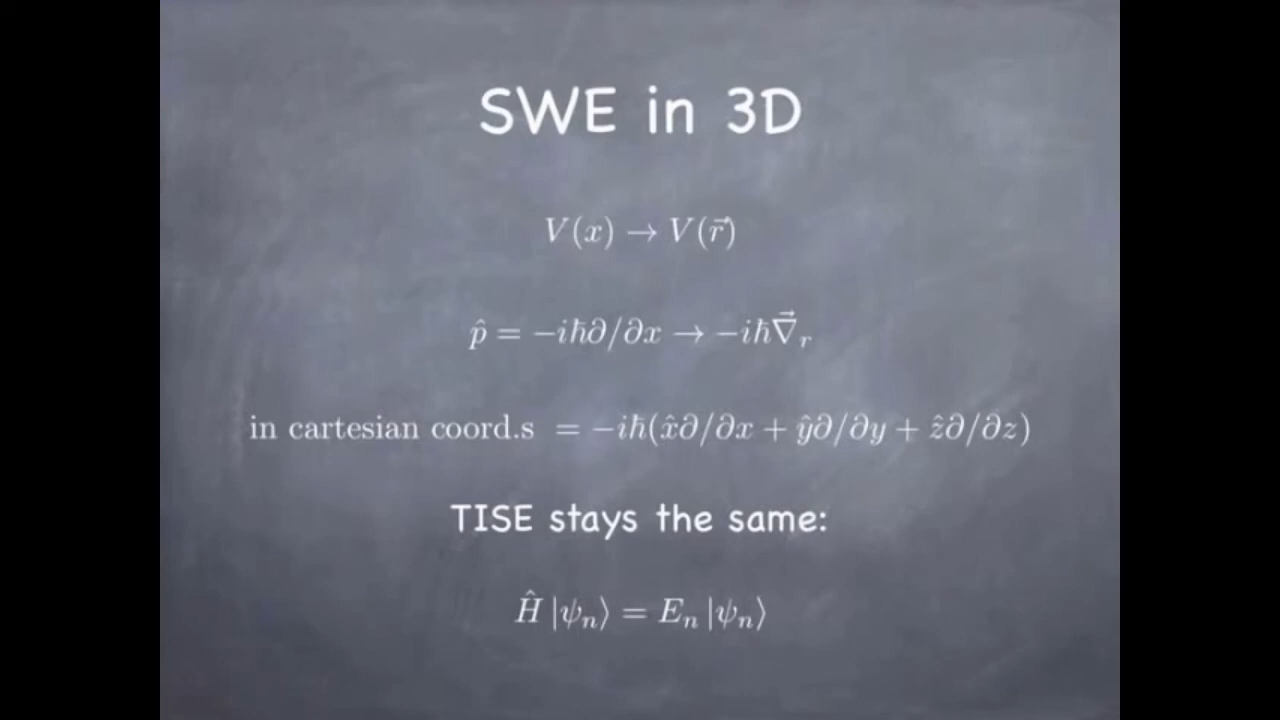 SWE in 3D
V(x) → V(r⃗)
p̂ = −iħ∂/∂x → −iħ∇⃗ᵣ
in cartesian coord.s = −iħ(x̂∂/∂x + ŷ∂/∂y + ẑ∂/∂z)
TISE stays the same:
Ĥ |ψₙ⟩ = Eₙ |ψₙ⟩